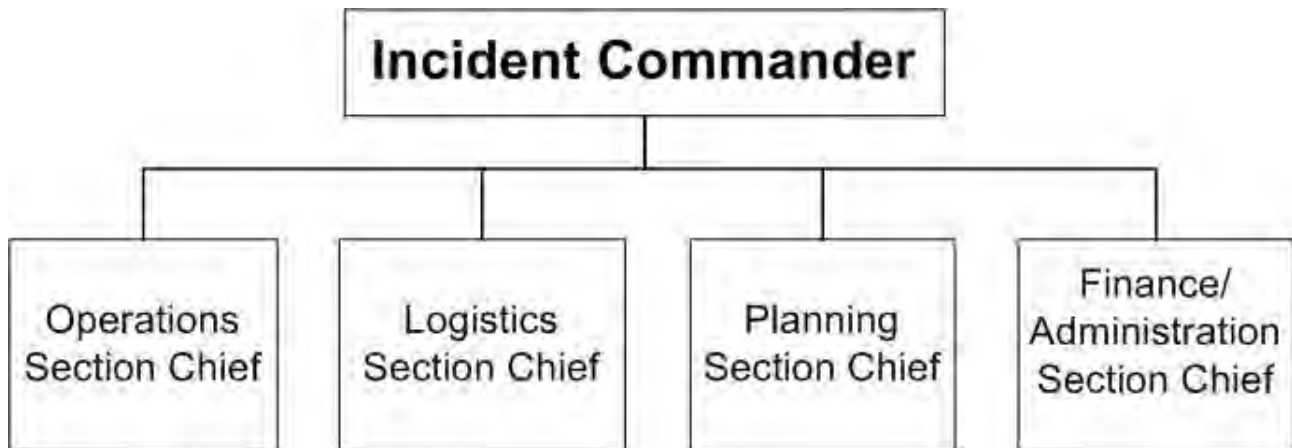 Incident Commander
Operations
Section Chief
Logistics
Section Chief
Planning
Section Chief
Finance/
Administration
Section Chief